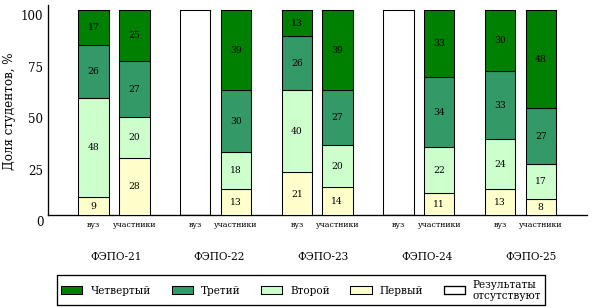 Доля студентов, %
100
75
50
25
0
17 26 48 9
25 27 20 28
39 30 18 13
13 26 40 21
39 27 20 14
33 34 22 11
30 33 24 13
48 27 17 8
вуз участники вуз участники вуз участники вуз участники вуз участники
ФЭПО-21 ФЭПО-22 ФЭПО-23 ФЭПО-24 ФЭПО-25
Четвертый Третий Второй Первый Результаты
отсутствуют